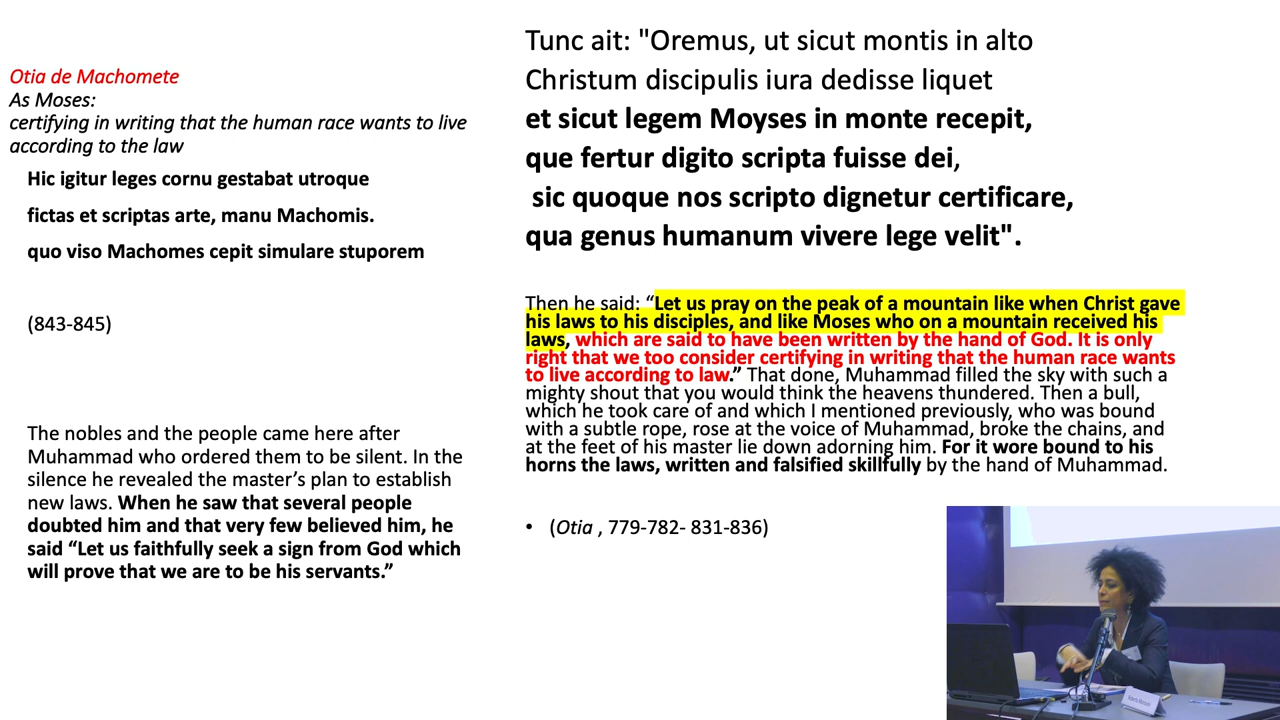 Otia de Machomete
As Moses:
certifying in writing that the human race wants to live
according to the law
Hic igitur leges cornu gestabat utroque
fictas et scriptas arte, manu Machomis.
quo viso Machomes cepit simulare stuporem
(843-845)
The nobles and the people came here after
Muhammad who ordered them to be silent. In the
silence he revealed the master’s plan to establish
new laws. When he saw that several people
doubted him and that very few believed him, he
said “Let us faithfully seek a sign from God which
will prove that we are to be his servants.”
Tunc ait: "Oremus, ut sicut montis in alto
Christum discipulis iura dedisse liquet
et sicut legem Moyses in monte recepit,
que fertur digito scripta fuisse dei,
sic quoque nos scripto dignetur certificare,
qua genus humanum vivere lege velit".
Then he said: “Let us pray on the peak of a mountain like when Christ gave
his laws to his disciples, and like Moses who on a mountain received his
laws, which are said to have been written by the hand of God. It is only
right that we too consider certifying in writing that the human race wants
to live according to law.” That done, Muhammad filled the sky with such a
mighty shout that you would think the heavens thundered. Then a bull,
which he took care of and which I mentioned previously, who was bound
with a subtle rope, rose at the voice of Muhammad, broke the chains, and
at the feet of his master lie down adorning him. For it wore bound to his
horns the laws, written and falsified skillfully by the hand of Muhammad.
• (Otia , 779-782- 831-836)